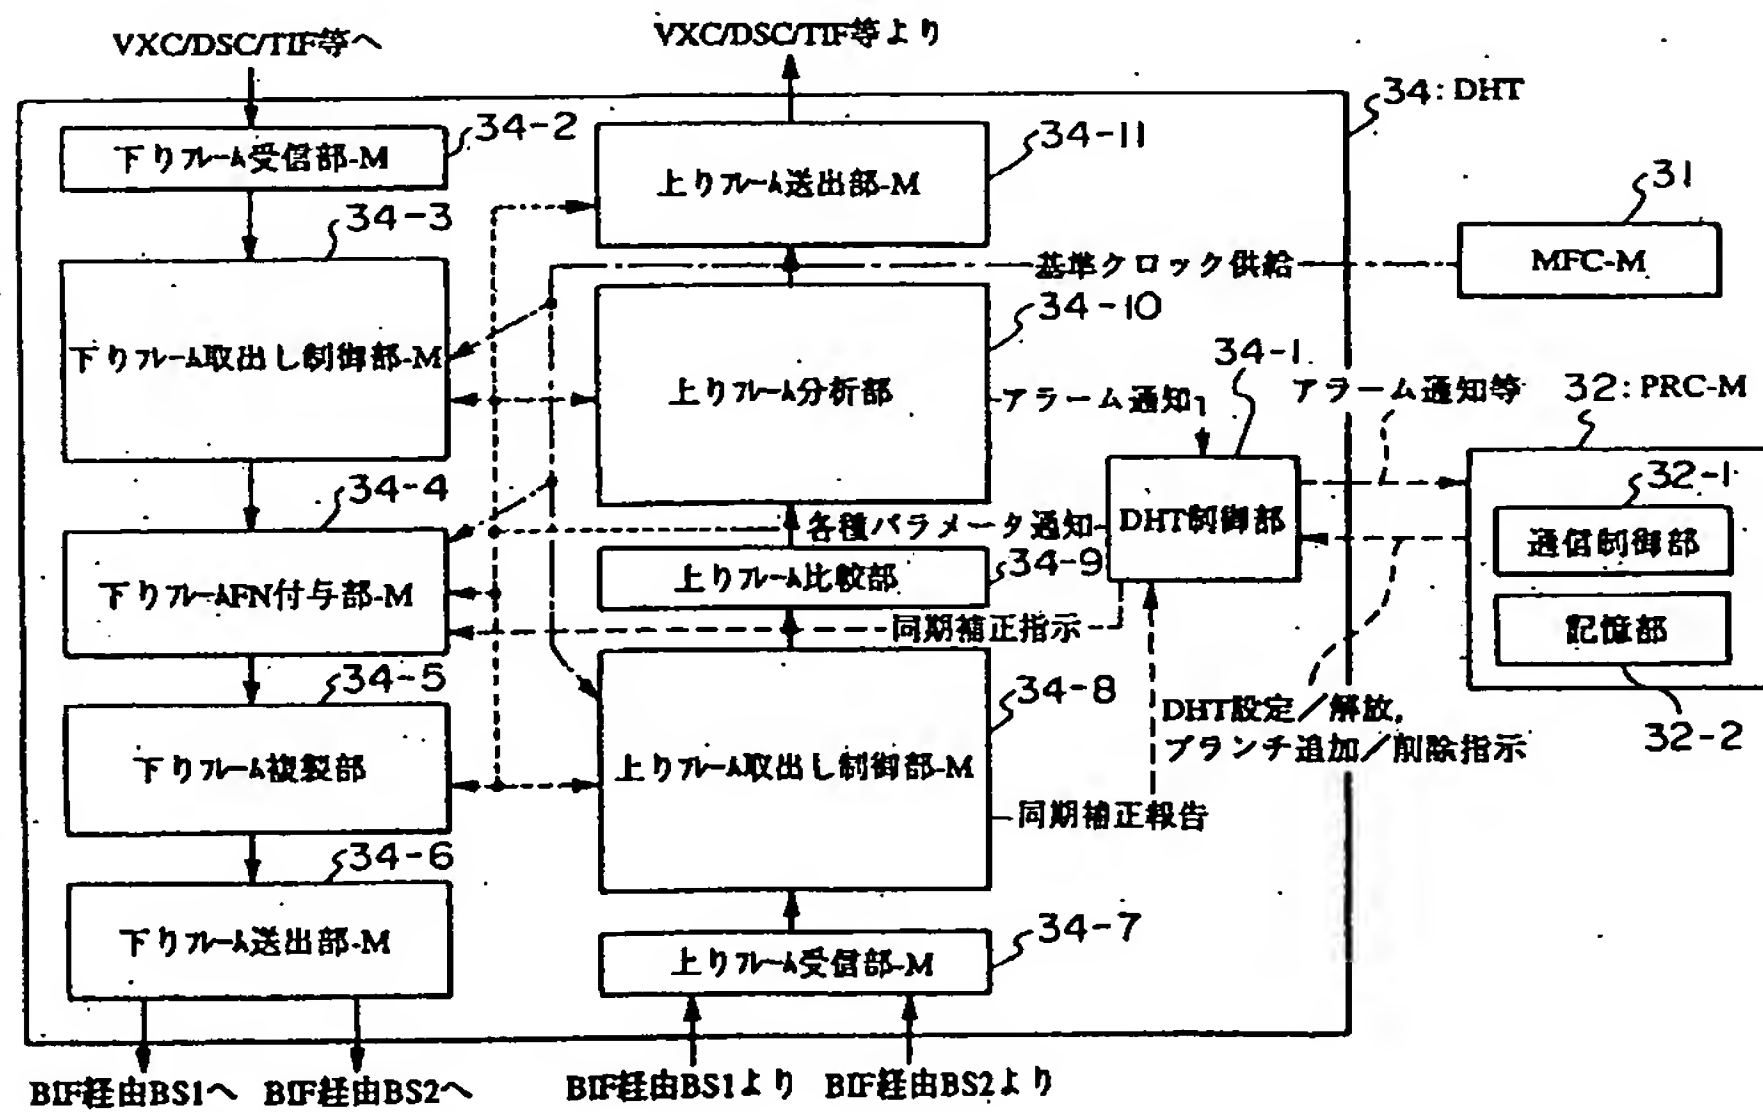 VXC/DSC/TIF等へ
VXC/DSC/TIF等より
34:DHT
下りフレーム受信部-M
34-2
上りフレーム送出部-M
34-11
34-3
31
MFC-M
基準クロック供給
下りフレーム取出し制御部-M
34-10
上りフレーム分析部
アラーム通知
34-1
アラーム通知等
32:PRC-M
34-4
32-1
通信制御部
DHT制御部
各種パラメータ通知
下りフレームFN付与部-M
上りフレーム比較部
34-9
記憶部
同期補正指示
34-5
34-8
32-2
DHT設定/解放,
ブランチ追加/削除指示
下りフレーム複製部
上りフレーム取出し制御部-M
同期補正報告
34-6
下りフレーム送出部-M
34-7
上りフレーム受信部-M
BIF経由BS1へ
BIF経由BS2へ
BIF経由BS1より
BIF経由BS2より